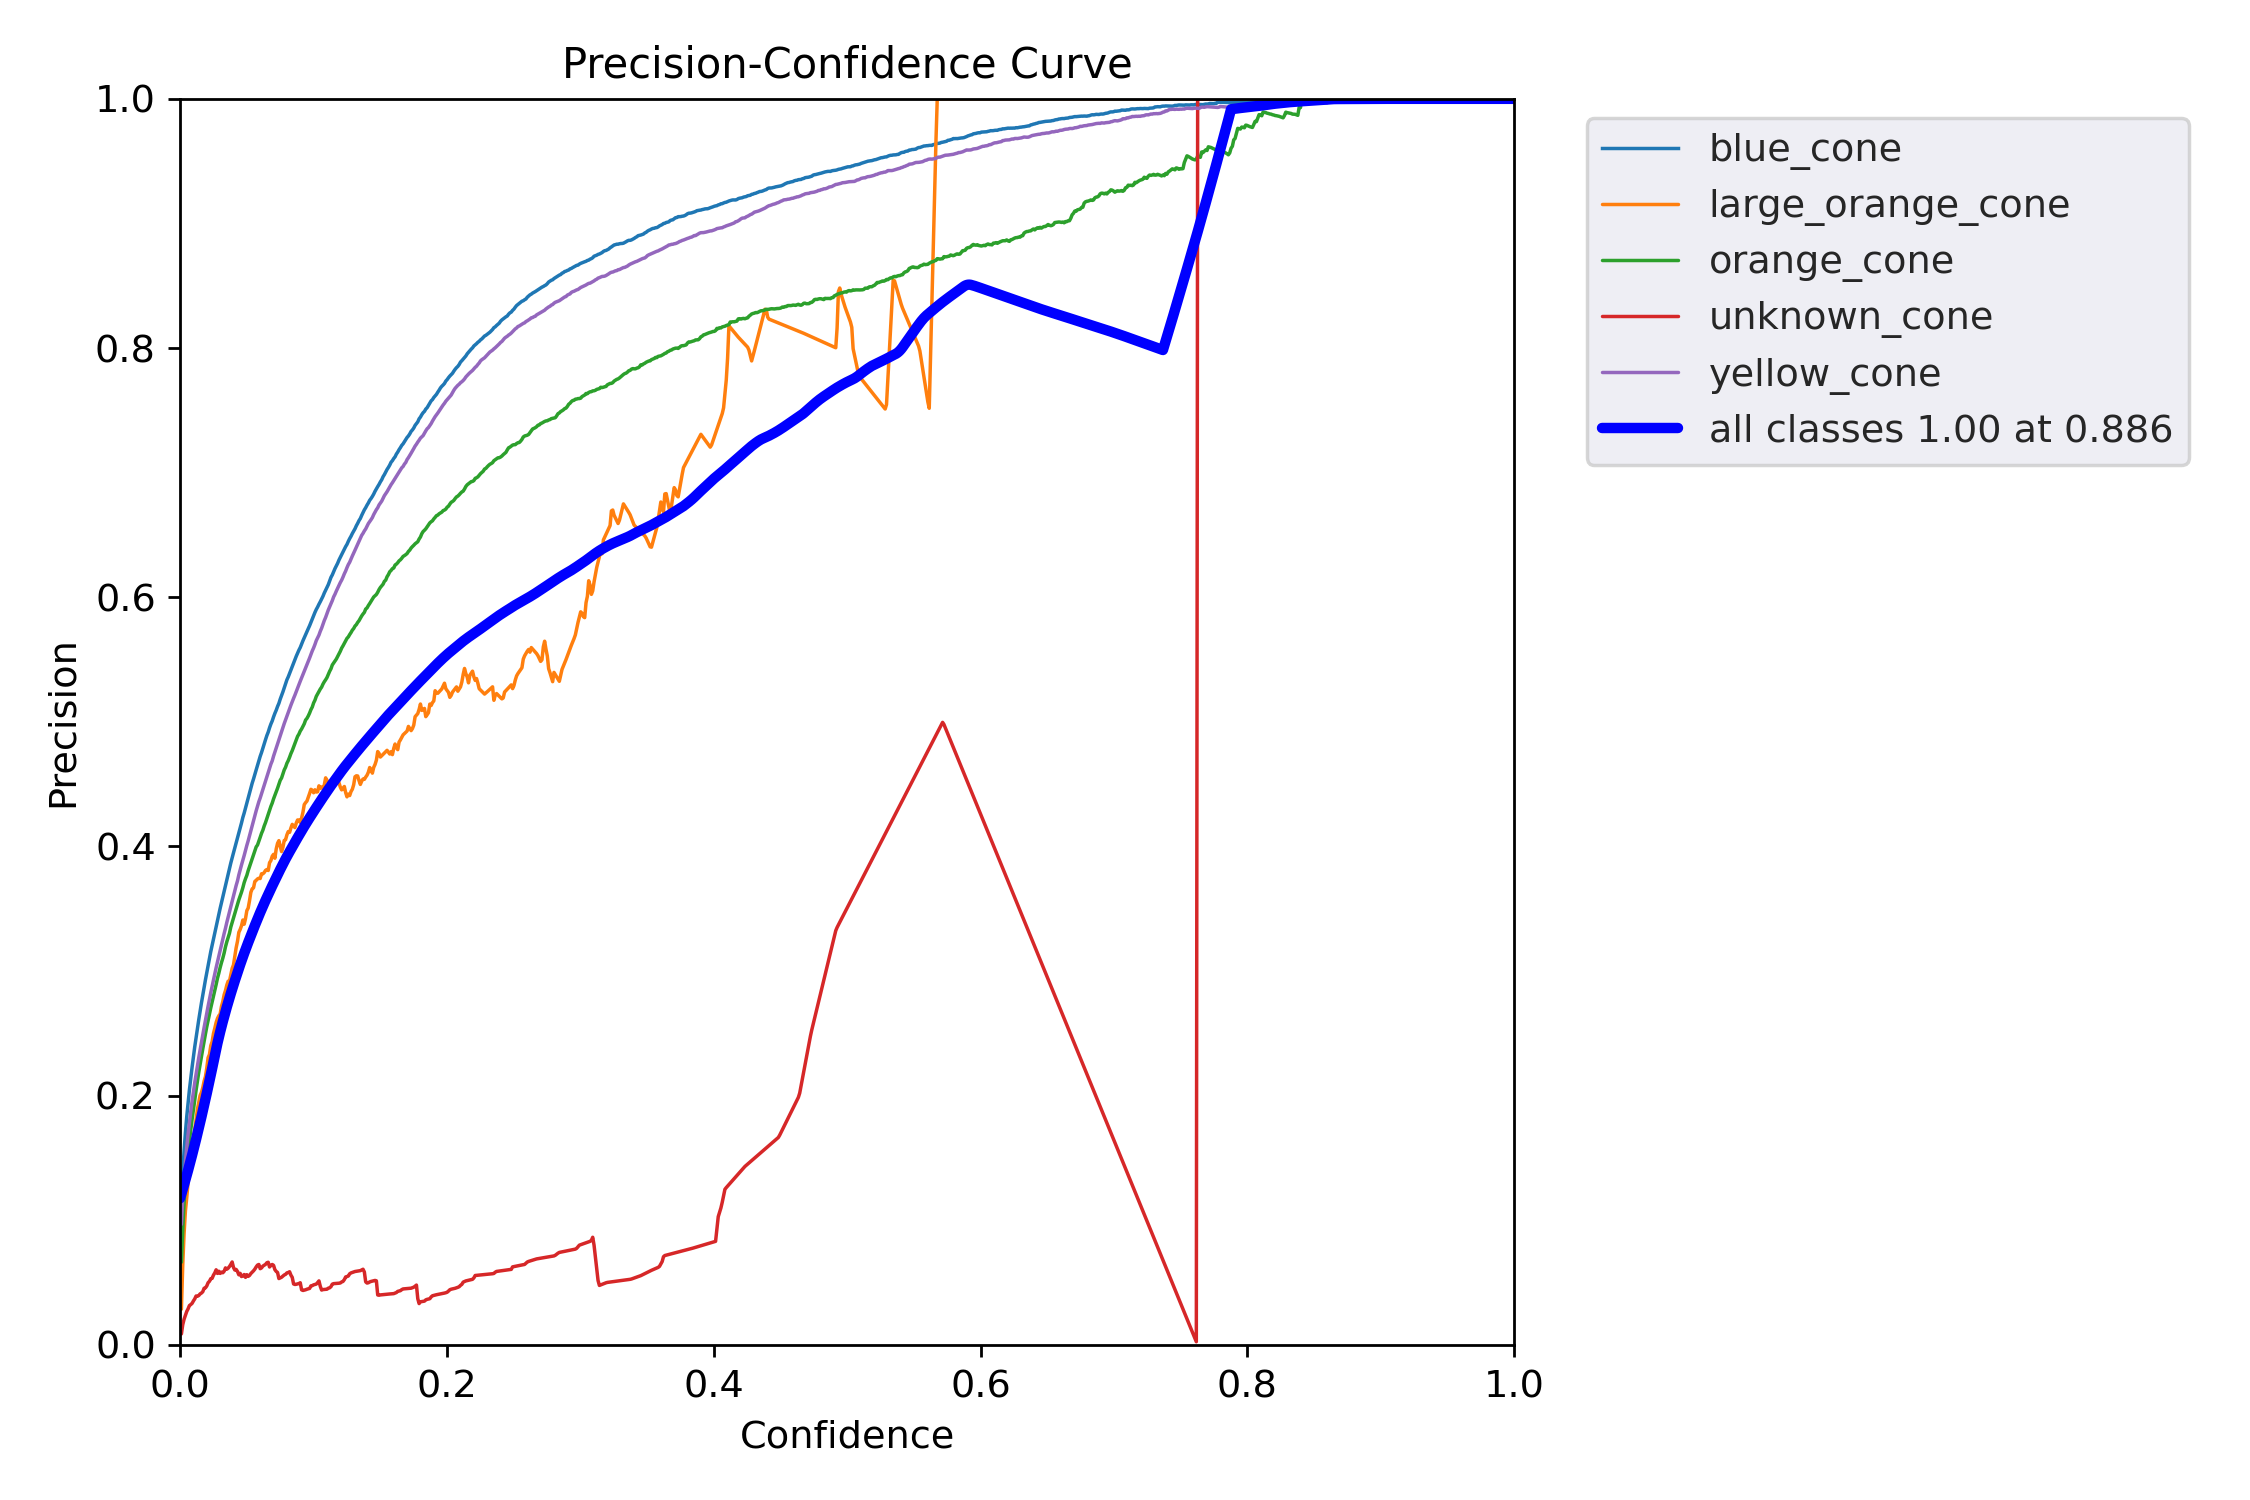 Precision-Confidence Curve
1.0
0.8
0.6
0.4
0.2
0.0
Precision
0.0 0.2 0.4 0.6 0.8 1.0
Confidence
blue_cone
large_orange_cone
orange_cone
unknown_cone
yellow_cone
all classes 1.00 at 0.886